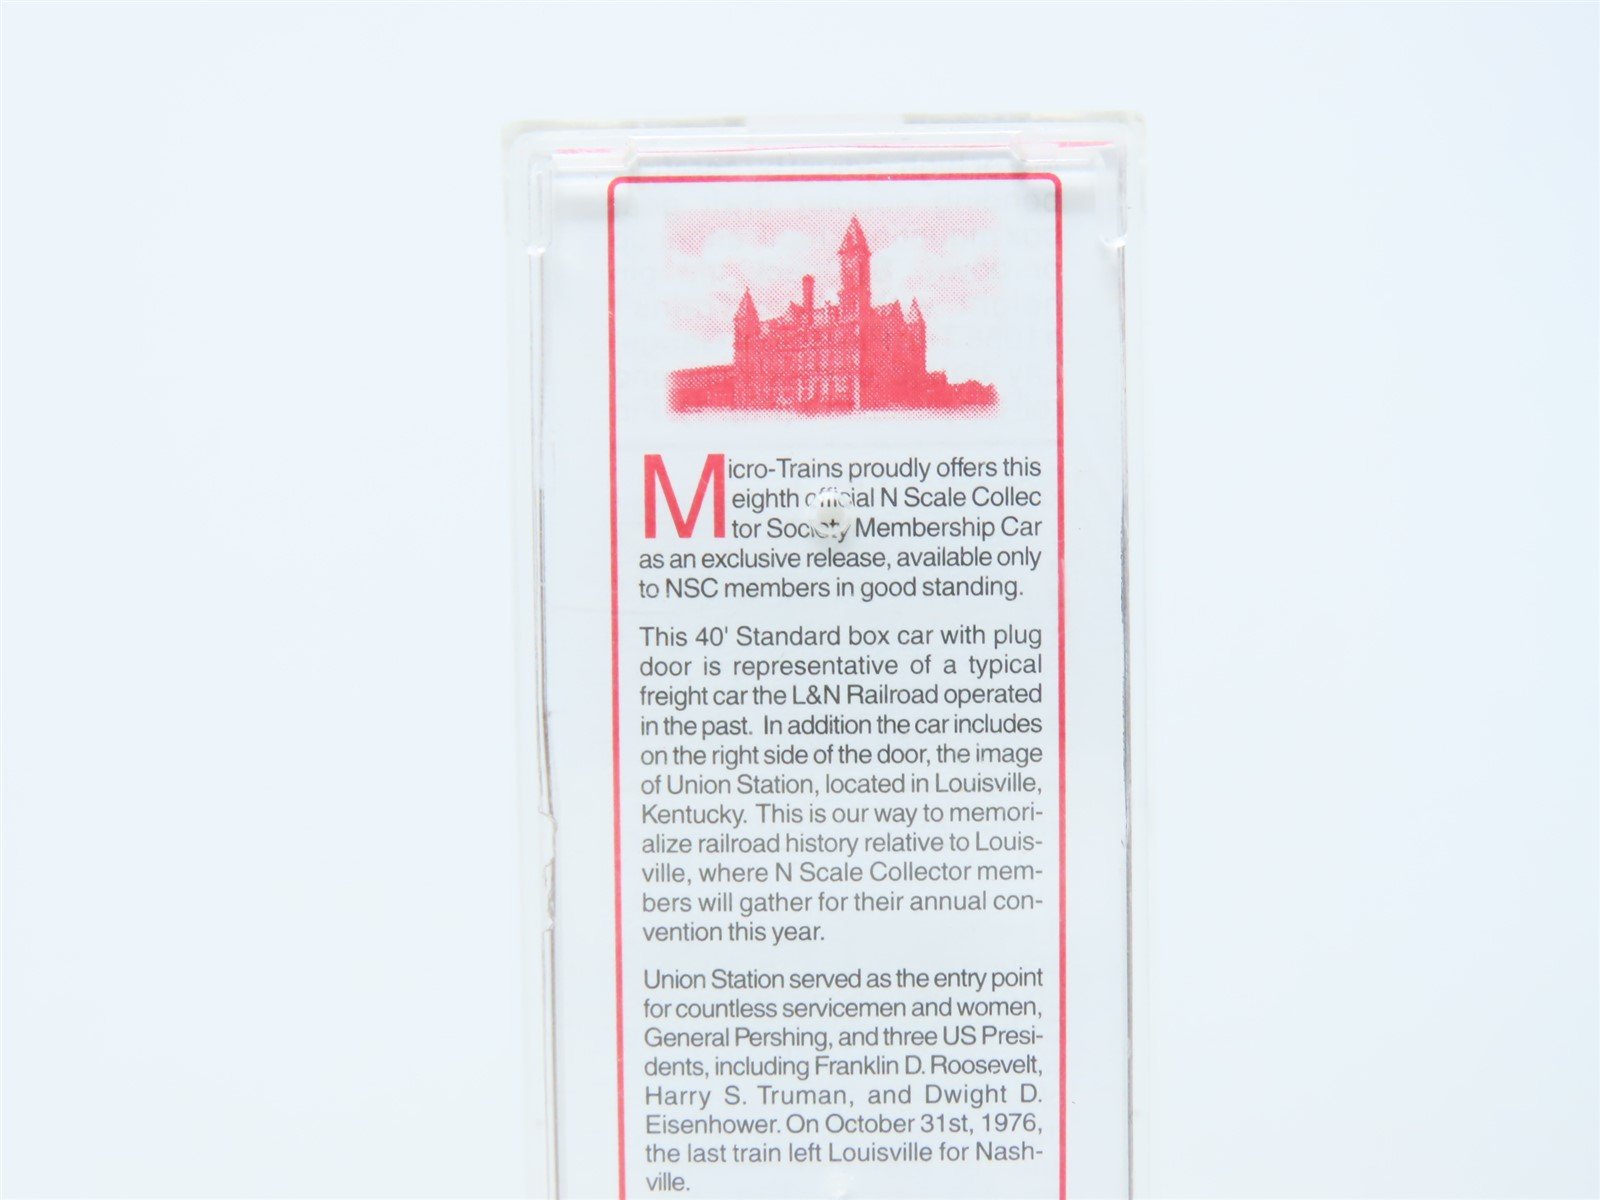 Micro-Trains proudly offers this
eighth official N Scale Collec
tor Society Membership Car
as an exclusive release, available only
to NSC members in good standing.
This 40' Standard box car with plug
door is representative of a typical
freight car the L&N Railroad operated
in the past. In addition the car includes
on the right side of the door, the image
of Union Station, located in Louisville,
Kentucky. This is our way to memori-
alize railroad history relative to Louis-
ville, where N Scale Collector mem-
bers will gather for their annual con-
vention this year.
Union Station served as the entry point
for countless servicemen and women,
General Pershing, and three US Presi-
dents, including Franklin D. Roosevelt,
Harry S. Truman, and Dwight D.
Eisenhower. On October 31st, 1976,
the last train left Louisville for Nash-
ville.